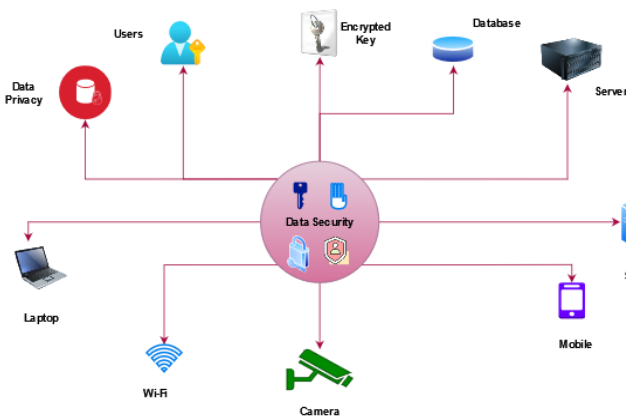 Users
Encrypted
Key
Database
Data
Privacy
Server
Data Security
Laptop
Mobile
Wi-Fi
Camera